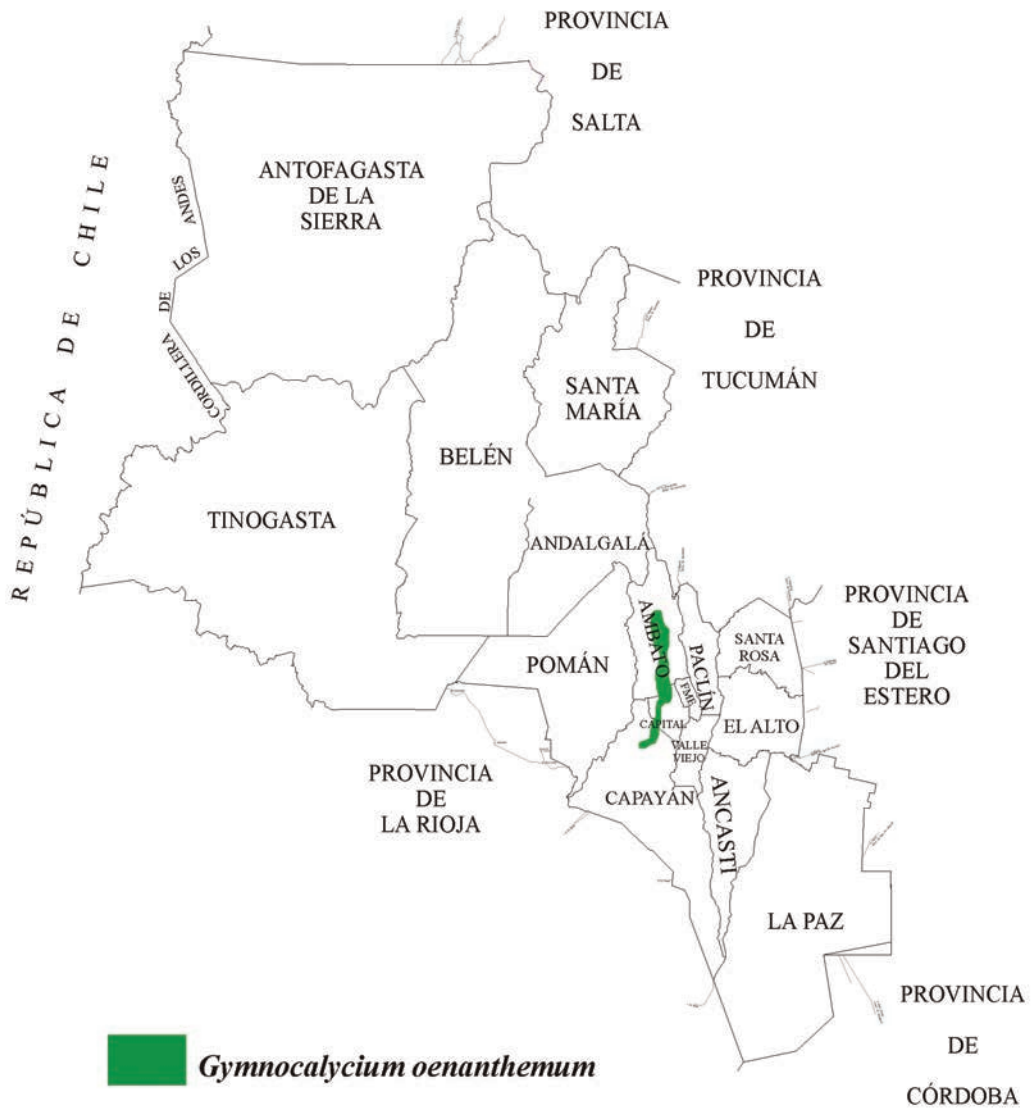 PROVINCIA
DE
SALTA
ANTOFAGASTA
DE LA
SIERRA
REPÚBLICA DE CHILE
CORDILLERA DE LOS ANDES
PROVINCIA
DE
TUCUMÁN
SANTA
MARÍA
BELÉN
TINOGASTA
ANDALGALÁ
AMBATO
PACLÍN
SANTA
ROSA
PROVINCIA
DE
SANTIAGO
DEL
ESTERO
POMÁN
FME
CAPITAL
VALLE
VIEJO
EL ALTO
PROVINCIA
DE
LA RIOJA
CAPAYÁN
ANCASTI
LA PAZ
PROVINCIA
DE
CÓRDOBA
Gymnocalycium oenanthemum